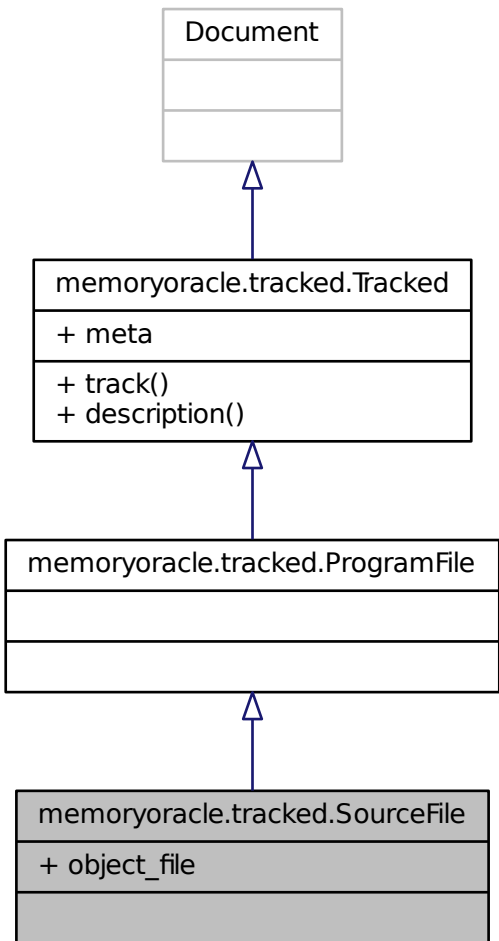 Document
memoryoracle.tracked.Tracked
+ meta
+ track()
+ description()
memoryoracle.tracked.ProgramFile
memoryoracle.tracked.SourceFile
+ object_file